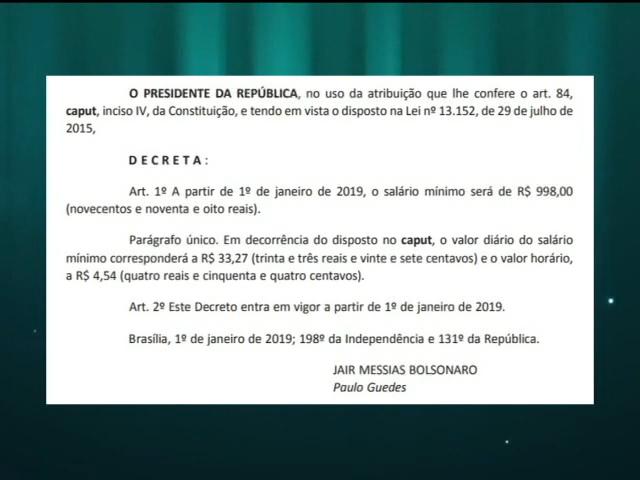 O PRESIDENTE DA REPÚBLICA, no uso da atribuição que lhe confere o art. 84,
caput, inciso IV, da Constituição, e tendo em vista o disposto na Lei nº 13.152, de 29 de julho de
2015,
D E C R E T A :
Art. 1º A partir de 1º de janeiro de 2019, o salário mínimo será de R$ 998,00
(novecentos e noventa e oito reais).
Parágrafo único. Em decorrência do disposto no caput, o valor diário do salário
mínimo corresponderá a R$ 33,27 (trinta e três reais e vinte e sete centavos) e o valor horário,
a R$ 4,54 (quatro reais e cinquenta e quatro centavos).
Art. 2º Este Decreto entra em vigor a partir de 1º de janeiro de 2019.
Brasília, 1º de janeiro de 2019; 198º da Independência e 131º da República.
JAIR MESSIAS BOLSONARO
Paulo Guedes